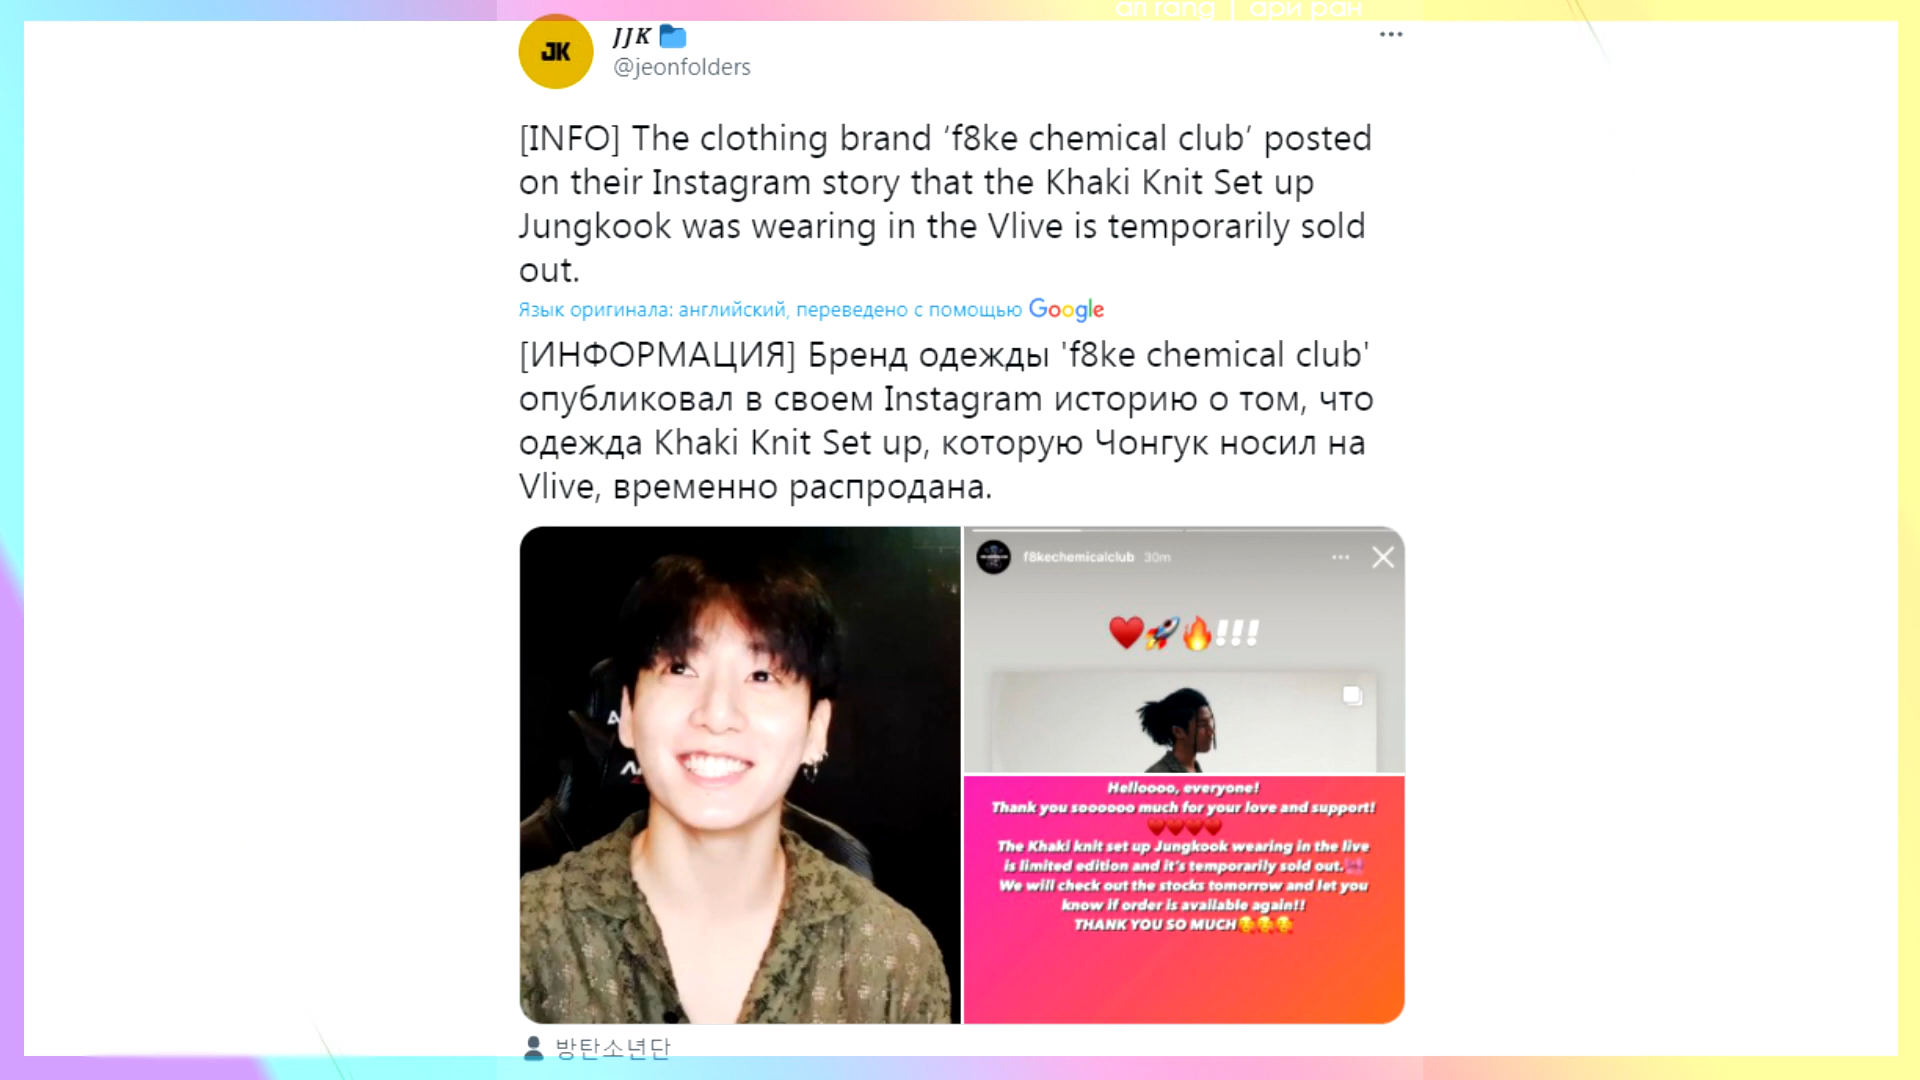 ari rang | ари ран
JK
JJK
@jeonfolders
[INFO] The clothing brand ‘f8ke chemical club’ posted
on their Instagram story that the Khaki Knit Set up
Jungkook was wearing in the Vlive is temporarily sold
out.
Язык оригинала: английский, переведено с помощью Google
[ИНФОРМАЦИЯ] Бренд одежды 'f8ke chemical club'
опубликовал в своем Instagram историю о том, что
одежда Khaki Knit Set up, которую Чонгук носил на
Vlive, временно распродана.
f8kechemicalclub 30m
❤️🚀🔥!!!
Helloooo, everyone!
Thank you soooooo much for your love and support!
❤️❤️❤️❤️
The Khaki knit set up Jungkook wearing in the live
is limited edition and it's temporarily sold out.
We will check out the stocks tomorrow and let you
know if order is available again!!
THANK YOU SO MUCH🥰🥰🥰
방탄소년단